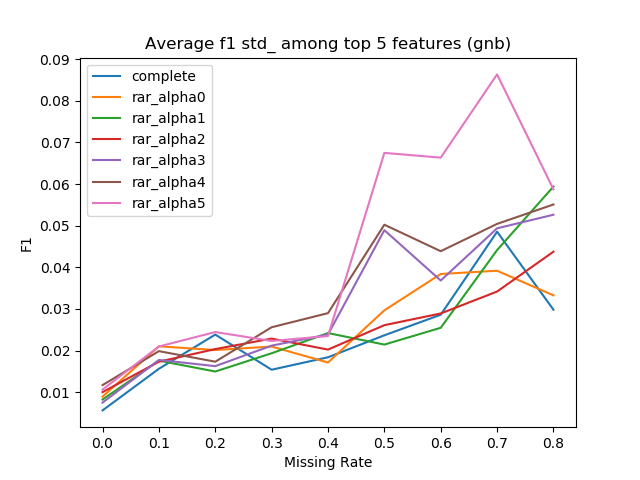 Average f1 std_ among top 5 features (gnb)
0.09
0.08
0.07
0.06
0.05
0.04
0.03
0.02
0.01
F1
complete
rar_alpha0
rar_alpha1
rar_alpha2
rar_alpha3
rar_alpha4
rar_alpha5
0.0 0.1 0.2 0.3 0.4 0.5 0.6 0.7 0.8
Missing Rate